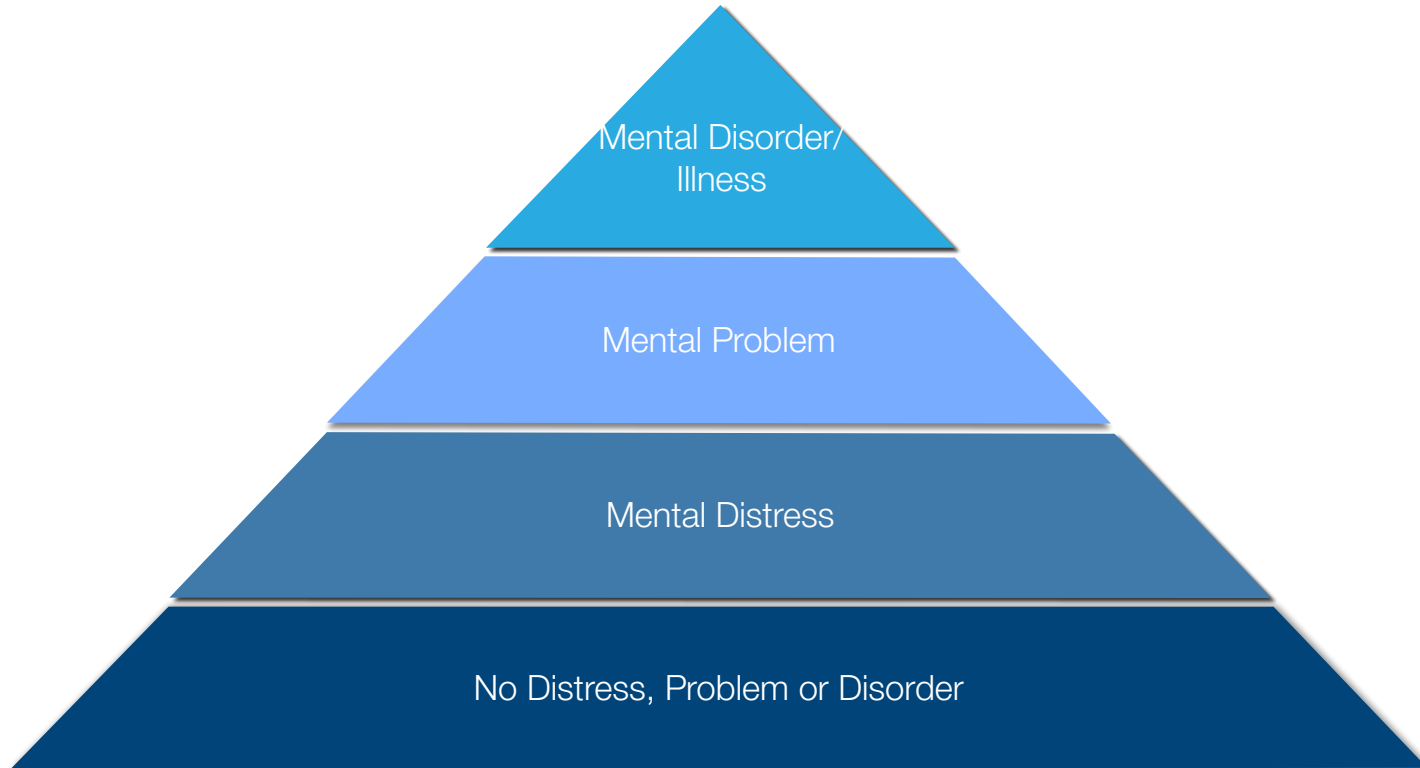 Mental Disorder/
Illness
Mental Problem
Mental Distress
No Distress, Problem or Disorder